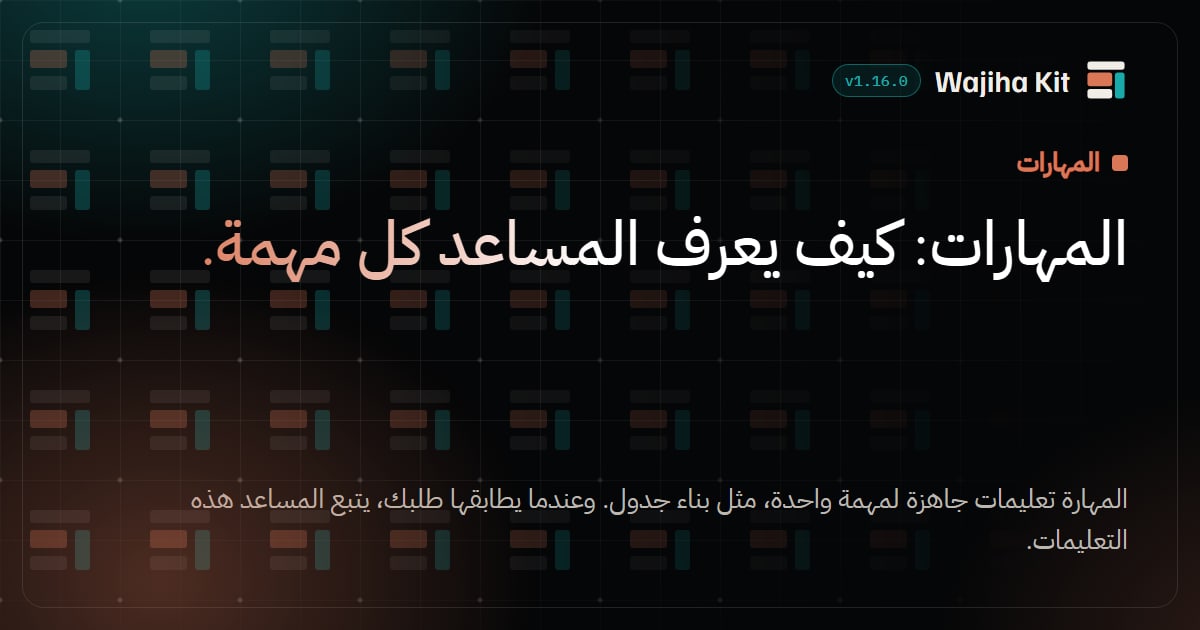 Wajiha Kit v1.16.0
المهارات
المهارات: كيف يعرف المساعد كل مهمة.
المهارة تعليمات جاهزة لمهمة واحدة، مثل بناء جدول. وعندما يطابقها طلبك، يتبع المساعد هذه
التعليمات.